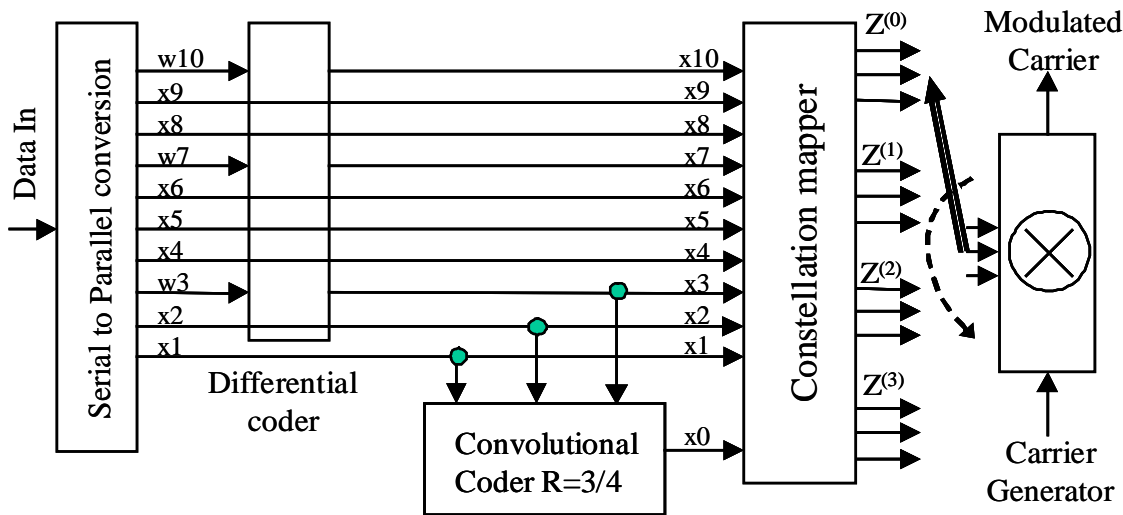 Data In
Serial to Parallel conversion
w10
x9
x8
w7
x6
x5
x4
w3
x2
x1
Differential
coder
x10
x9
x8
x7
x6
x5
x4
x3
x2
x1
Convolutional
Coder R=3/4
x0
Constellation mapper
Z(0)
Z(1)
Z(2)
Z(3)
Modulated
Carrier
Carrier
Generator